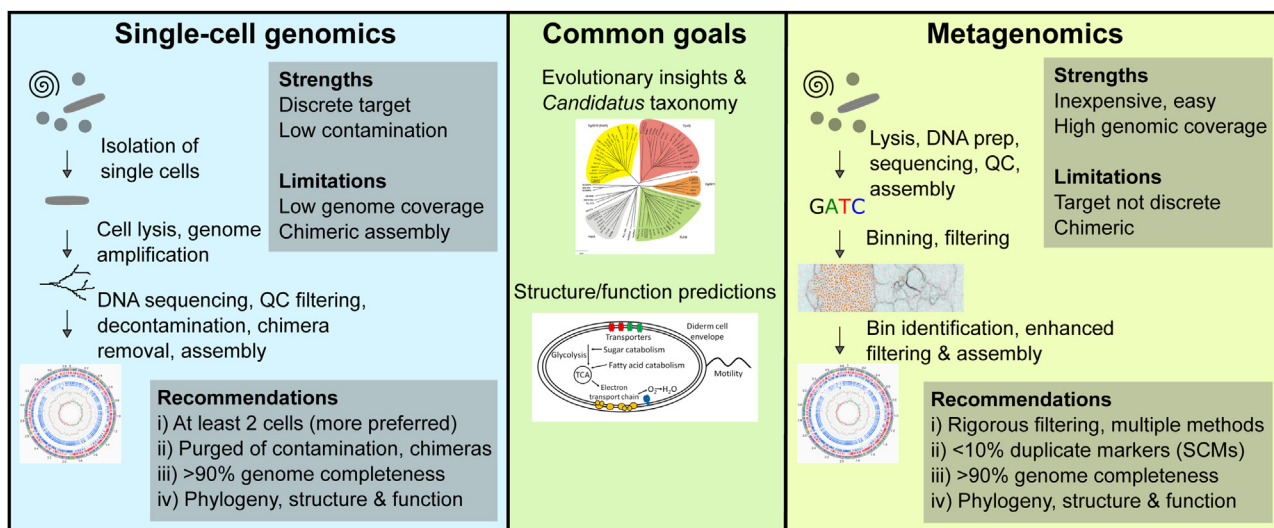 Single-cell genomics
Strengths
Discrete target
Low contamination
Limitations
Low genome coverage
Chimeric assembly
Isolation of
single cells
Cell lysis, genome
amplification
DNA sequencing, QC filtering,
decontamination, chimera
removal, assembly
Recommendations
i) At least 2 cells (more preferred)
ii) Purged of contamination, chimeras
iii) >90% genome completeness
iv) Phylogeny, structure & function
Common goals
Evolutionary insights &
Candidatus taxonomy
Structure/function predictions
Transporters
Diderm cell
envelope
Glycolysis
Sugar catabolism
Fatty acid catabolism
TCA
Motility
Electron
transport chain
O₂→H₂O
Metagenomics
Strengths
Inexpensive, easy
High genomic coverage
Limitations
Target not discrete
Chimeric
Lysis, DNA prep,
sequencing, QC,
assembly
GATC
Binning, filtering
Bin identification, enhanced
filtering & assembly
Recommendations
i) Rigorous filtering, multiple methods
ii) <10% duplicate markers (SCMs)
iii) >90% genome completeness
iv) Phylogeny, structure & function